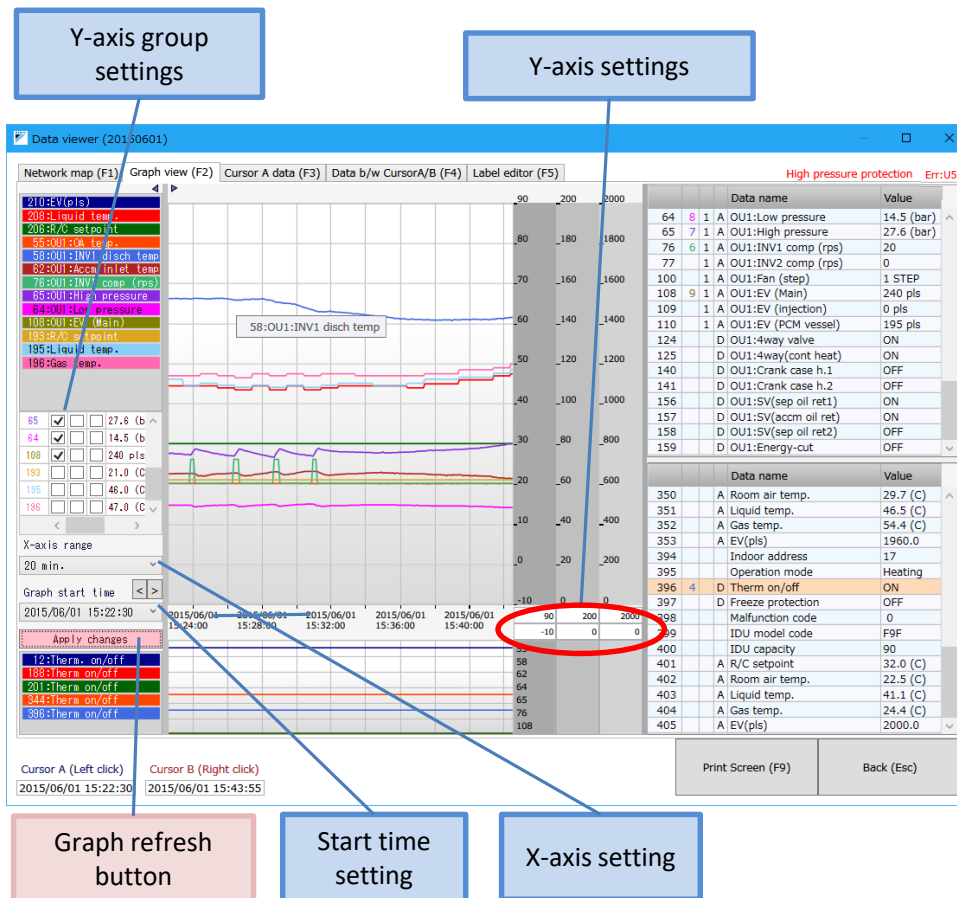 Y-axis group
settings
Y-axis settings
Data viewer (20150601)
Network map (F1) Graph view (F2) Cursor A data (F3) Data b/w CursorA/B (F4) Label editor (F5)
High pressure protection Err:U5
210:EV(pls)
208:Liquid temp.
206:R/C setpoint
55:OU1:OA temp.
58:OU1:INV1 disch temp
62:OU1:Accm inlet temp
76:OU1:INV1 comp (rps)
65:OU1:High pressure
64:OU1:Low pressure
108:OU1:EV (Main)
193:R/C setpoint
195:Liquid temp.
196:Gas temp.
65 27.6 (b
64 14.5 (b
108 240 pls
193 21.0 (C
195 46.0 (C
196 47.0 (C
X-axis range
20 min.
Graph start time < >
2015/06/01 15:22:30
Apply changes
12:Therm. on/off
188:Therm on/off
201:Therm on/off
344:Therm on/off
396:Therm on/off
58:OU1:INV1 disch temp
90 200 2000
80 180 1800
70 160 1600
60 140 1400
50 120 1200
40 100 1000
30 80 800
20 60 600
10 40 400
0 20 200
-10 0 0
2015/06/01 2015/06/01 2015/06/01 2015/06/01 2015/06/01
15:24:00 15:28:00 15:32:00 15:36:00 15:40:00
90 200 2000
-10 0 0
55
58
62
64
65
76
108
Data name Value
64 8 1 A OU1:Low pressure 14.5 (bar)
65 7 1 A OU1:High pressure 27.6 (bar)
76 6 1 A OU1:INV1 comp (rps) 20
77 1 A OU1:INV2 comp (rps) 0
100 1 A OU1:Fan (step) 1 STEP
108 9 1 A OU1:EV (Main) 240 pls
109 1 A OU1:EV (injection) 0 pls
110 1 A OU1:EV (PCM vessel) 195 pls
124 D OU1:4way valve ON
125 D OU1:4way(cont heat) ON
140 D OU1:Crank case h.1 OFF
141 D OU1:Crank case h.2 OFF
156 D OU1:SV(sep oil ret1) ON
157 D OU1:SV(accm oil ret) ON
158 D OU1:SV(sep oil ret2) OFF
159 D OU1:Energy-cut OFF
Data name Value
350 A Room air temp. 29.7 (C)
351 A Liquid temp. 46.5 (C)
352 A Gas temp. 54.4 (C)
353 A EV(pls) 1960.0
394 Indoor address 17
395 Operation mode Heating
396 4 D Therm on/off ON
397 D Freeze protection OFF
398 Malfunction code 0
399 IDU model code F9F
400 IDU capacity 90
401 A R/C setpoint 32.0 (C)
402 A Room air temp. 22.5 (C)
403 A Liquid temp. 41.1 (C)
404 A Gas temp. 24.4 (C)
405 A EV(pls) 2000.0
Cursor A (Left click) Cursor B (Right click)
2015/06/01 15:22:30 2015/06/01 15:43:55
Print Screen (F9) Back (Esc)
Graph refresh
button
Start time
setting
X-axis setting